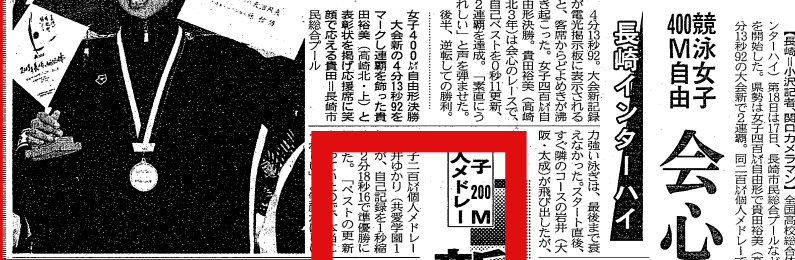 【長崎＝小沢記者、関口カメラマン】全国高校総合体
ンターハイ）第18日は17日、長崎市民総合プールな
を開始した。県勢は女子四百㍍自由形で貴田裕美（高
分13秒92の大会新で２連覇。同二百㍍個人メドレー
競泳女子
400M自由
会心
長崎インターハイ
４分13秒92。大会新記録
が電光掲示板に表示される
と、客席からどよめきが沸
き起こった。女子四百㍍自
由形決勝。貴田裕美（高崎
北３年）は会心のレースで、
自己ベストを０秒11更新、
２連覇を達成。「素直にう
れしい」と声を弾ませた。
後半、逆転しての勝利。
力強い泳ぎは、最後まで衰
えなかった。スタート直後、
すぐ隣のコースの岩井（大
阪・太成）が飛び出したが、
子200M
人メドレー
子二百㍍個人メドレー
井ゆかり（共愛学園１
が、自己記録を１秒縮
２分18秒16で準優勝に
た。「ベストの更新
女子400㍍自由形決勝
大会新の４分13秒92を
マークし連覇を飾った貴
田裕美（高崎北・上）と
表彰状を掲げ応援席に笑
顔で応える貴田＝長崎市
民総合プール